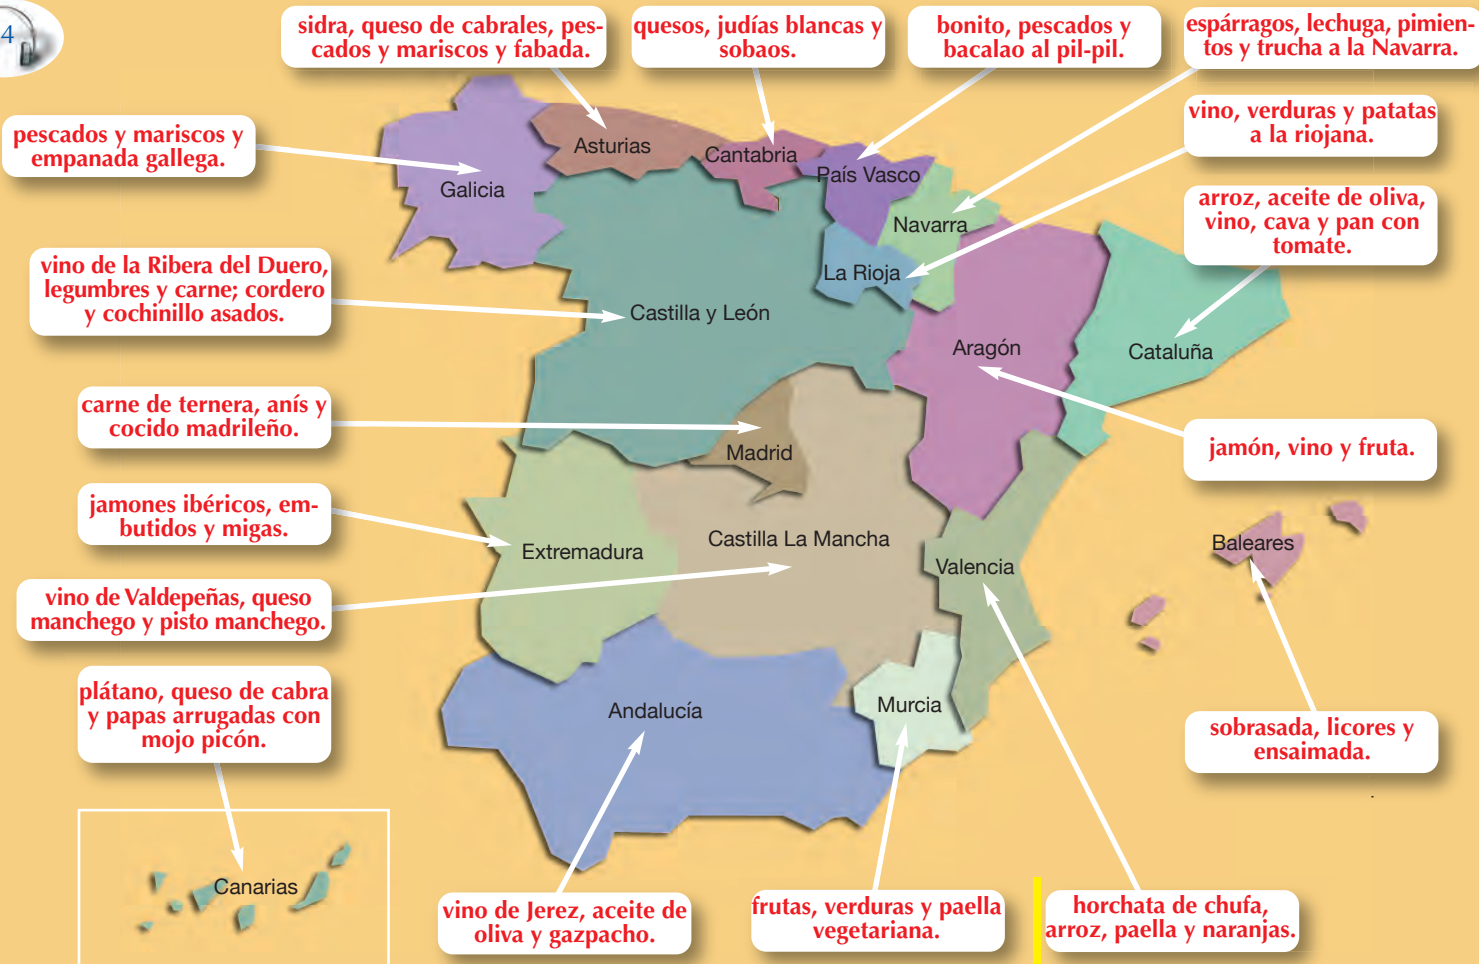 4
sidra, queso de cabrales, pes-
cados y mariscos y fabada.
quesos, judías blancas y
sobaos.
bonito, pescados y
bacalao al pil-pil.
espárragos, lechuga, pimien-
tos y trucha a la Navarra.
pescados y mariscos y
empanada gallega.
vino, verduras y patatas
a la riojana.
arroz, aceite de oliva,
vino, cava y pan con
tomate.
vino de la Ribera del Duero,
legumbres y carne; cordero
y cochinillo asados.
carne de ternera, anís y
cocido madrileño.
jamón, vino y fruta.
jamones ibéricos, em-
butidos y migas.
vino de Valdepeñas, queso
manchego y pisto manchego.
plátano, queso de cabra
y papas arrugadas con
mojo picón.
sobrasada, licores y
ensaimada.
vino de Jerez, aceite de
oliva y gazpacho.
frutas, verduras y paella
vegetariana.
horchata de chufa,
arroz, paella y naranjas.
Galicia
Asturias
Cantabria
País Vasco
Navarra
La Rioja
Castilla y León
Aragón
Cataluña
Madrid
Extremadura
Castilla La Mancha
Valencia
Baleares
Andalucía
Murcia
Canarias